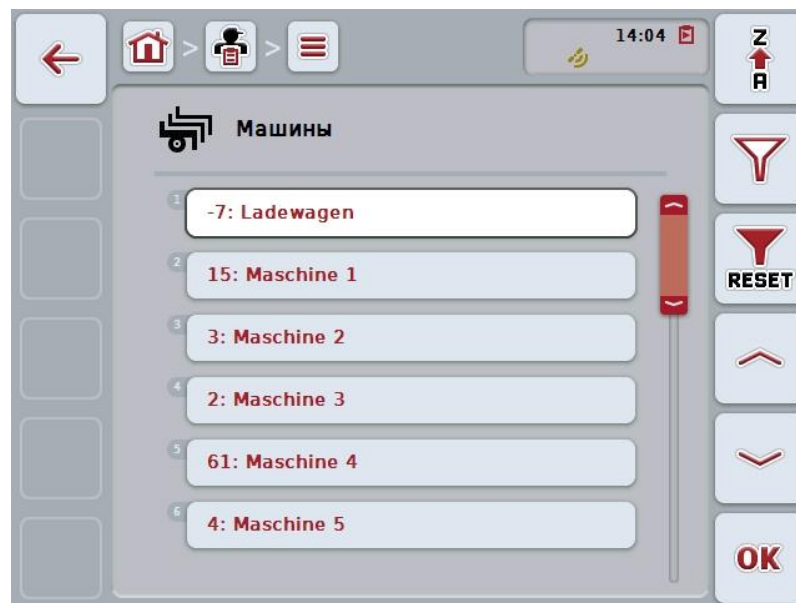 14:04
Z
A
Машины
1
-7: Ladewagen
2
15: Maschine 1
RESET
3
3: Maschine 2
4
2: Maschine 3
5
61: Maschine 4
6
4: Maschine 5
OK